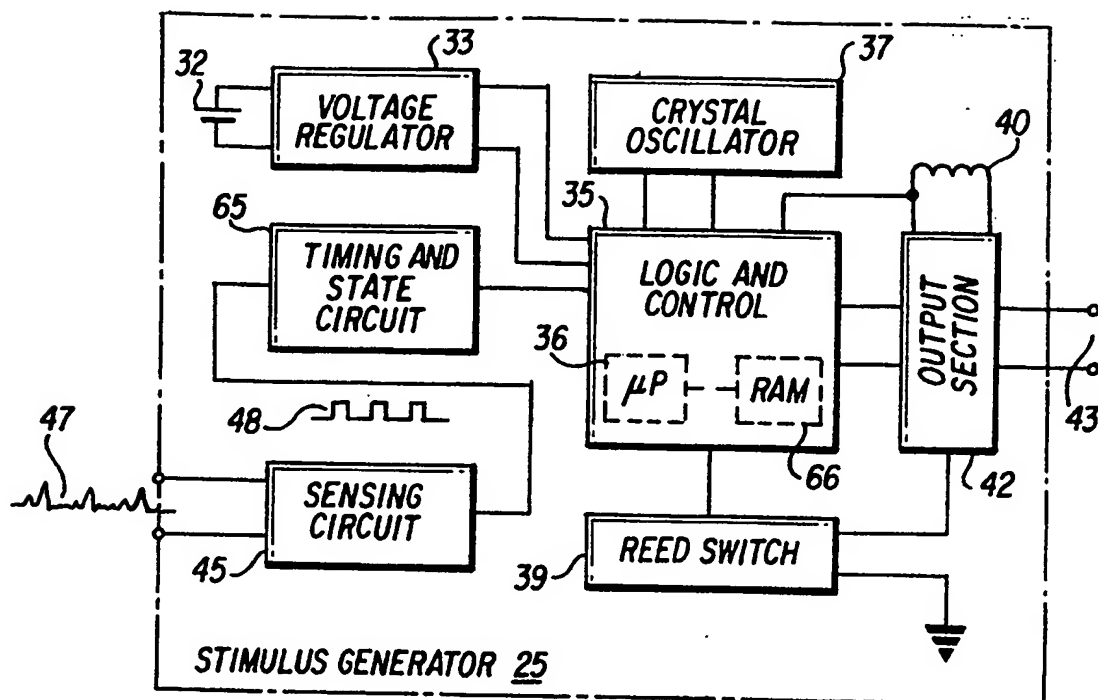 33
32
VOLTAGE
REGULATOR
37
CRYSTAL
OSCILLATOR
40
65
TIMING AND
STATE
CIRCUIT
35
LOGIC AND
CONTROL
36
μP
RAM
66
OUTPUT
SECTION
43
42
47
48
SENSING
CIRCUIT
45
REED SWITCH
39
STIMULUS GENERATOR 25